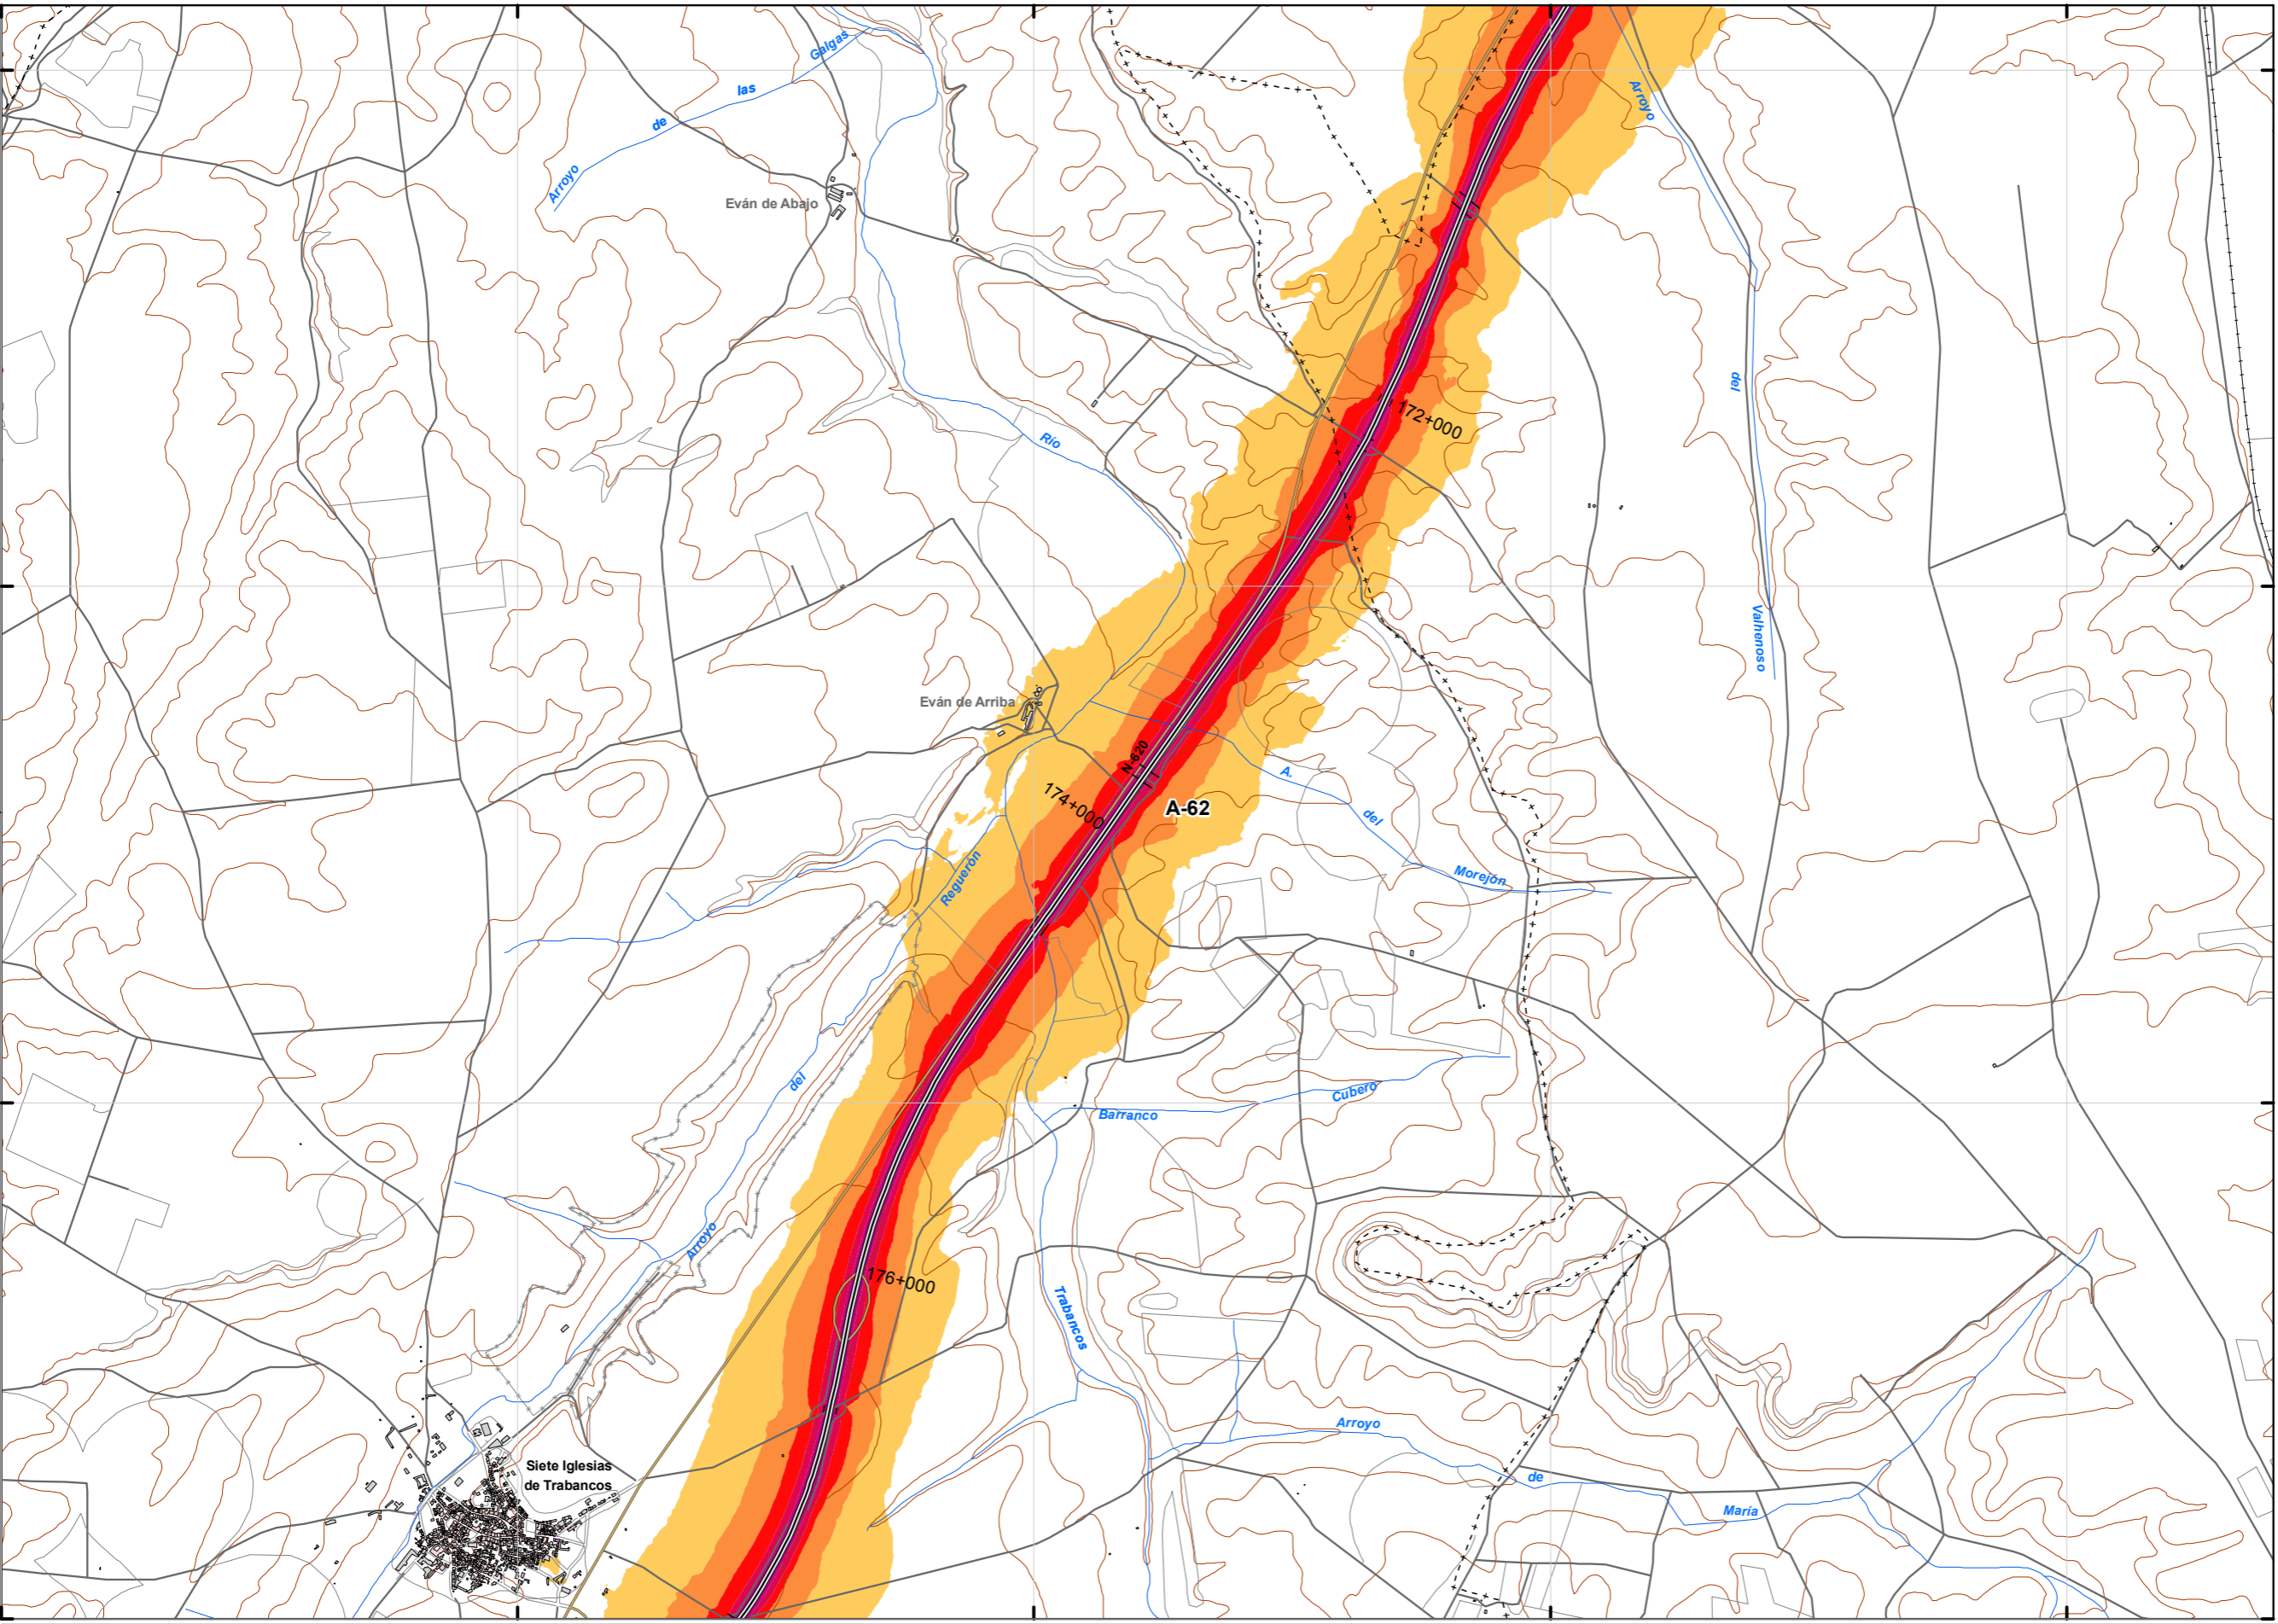 Arroyo
de
las
Galgas
Arroyo
Eván de Abajo
del
172+000
Río
Valhenoso
Eván de Arriba
N-620
A.
174+000
A-62
del
Reguerón
Morejón
del
Cubero
Barranco
Arroyo
176+000
Trabancos
Arroyo
Siete Iglesias
de Trabancos
de
María